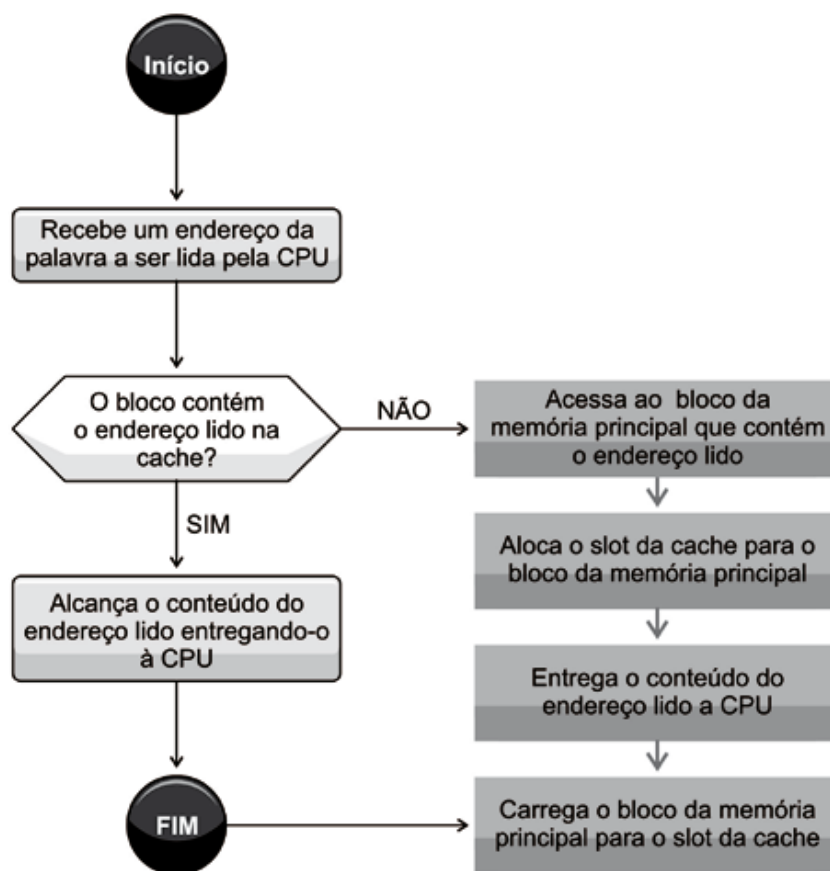 Início
Recebe um endereço da
palavra a ser lida pela CPU
O bloco contém
o endereço lido na
cache?
NÃO
Acessa ao bloco da
memória principal que contém
o endereço lido
SIM
Aloca o slot da cache para o
bloco da memória principal
Alcança o conteúdo do
endereço lido entregando-o
à CPU
Entrega o conteúdo do
endereço lido a CPU
FIM
Carrega o bloco da memória
principal para o slot da cache